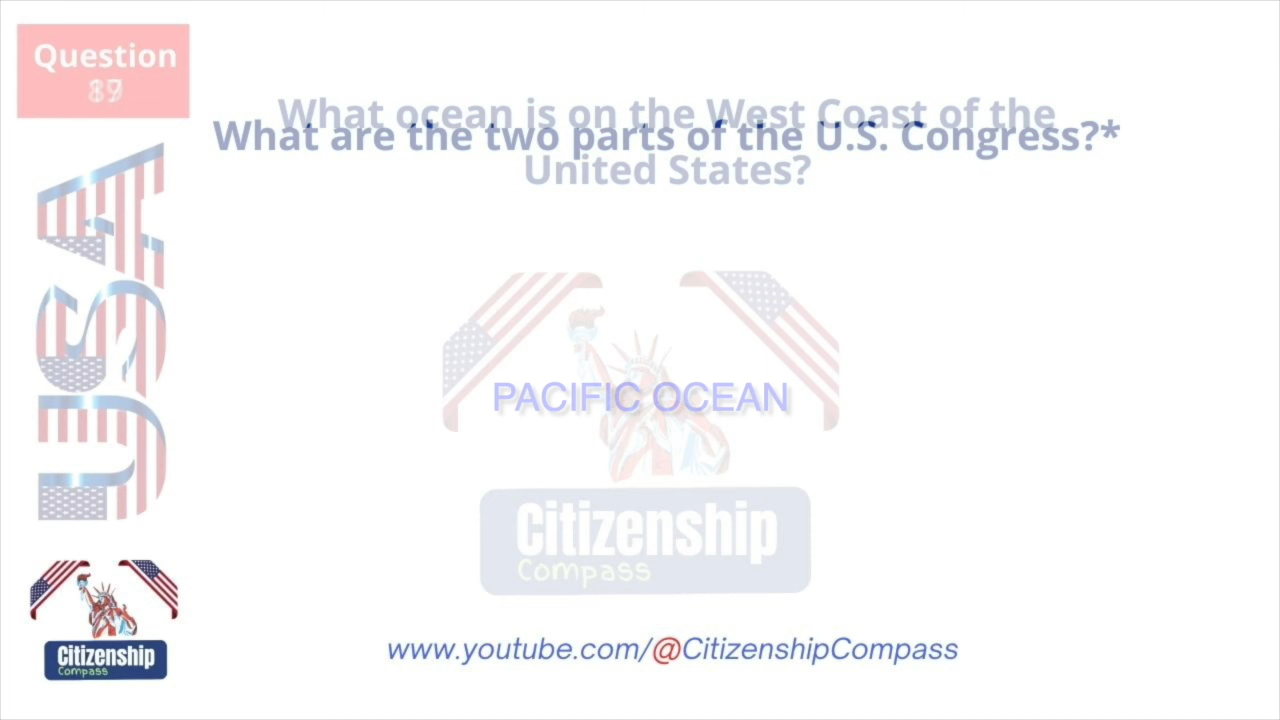 Question
What ocean is on the West Coast of the
What are the two parts of the U.S. Congress?*
United States?
USA
PACIFIC OCEAN
Citizenship
Compass
www.youtube.com/@CitizenshipCompass
Citizenship
Compass